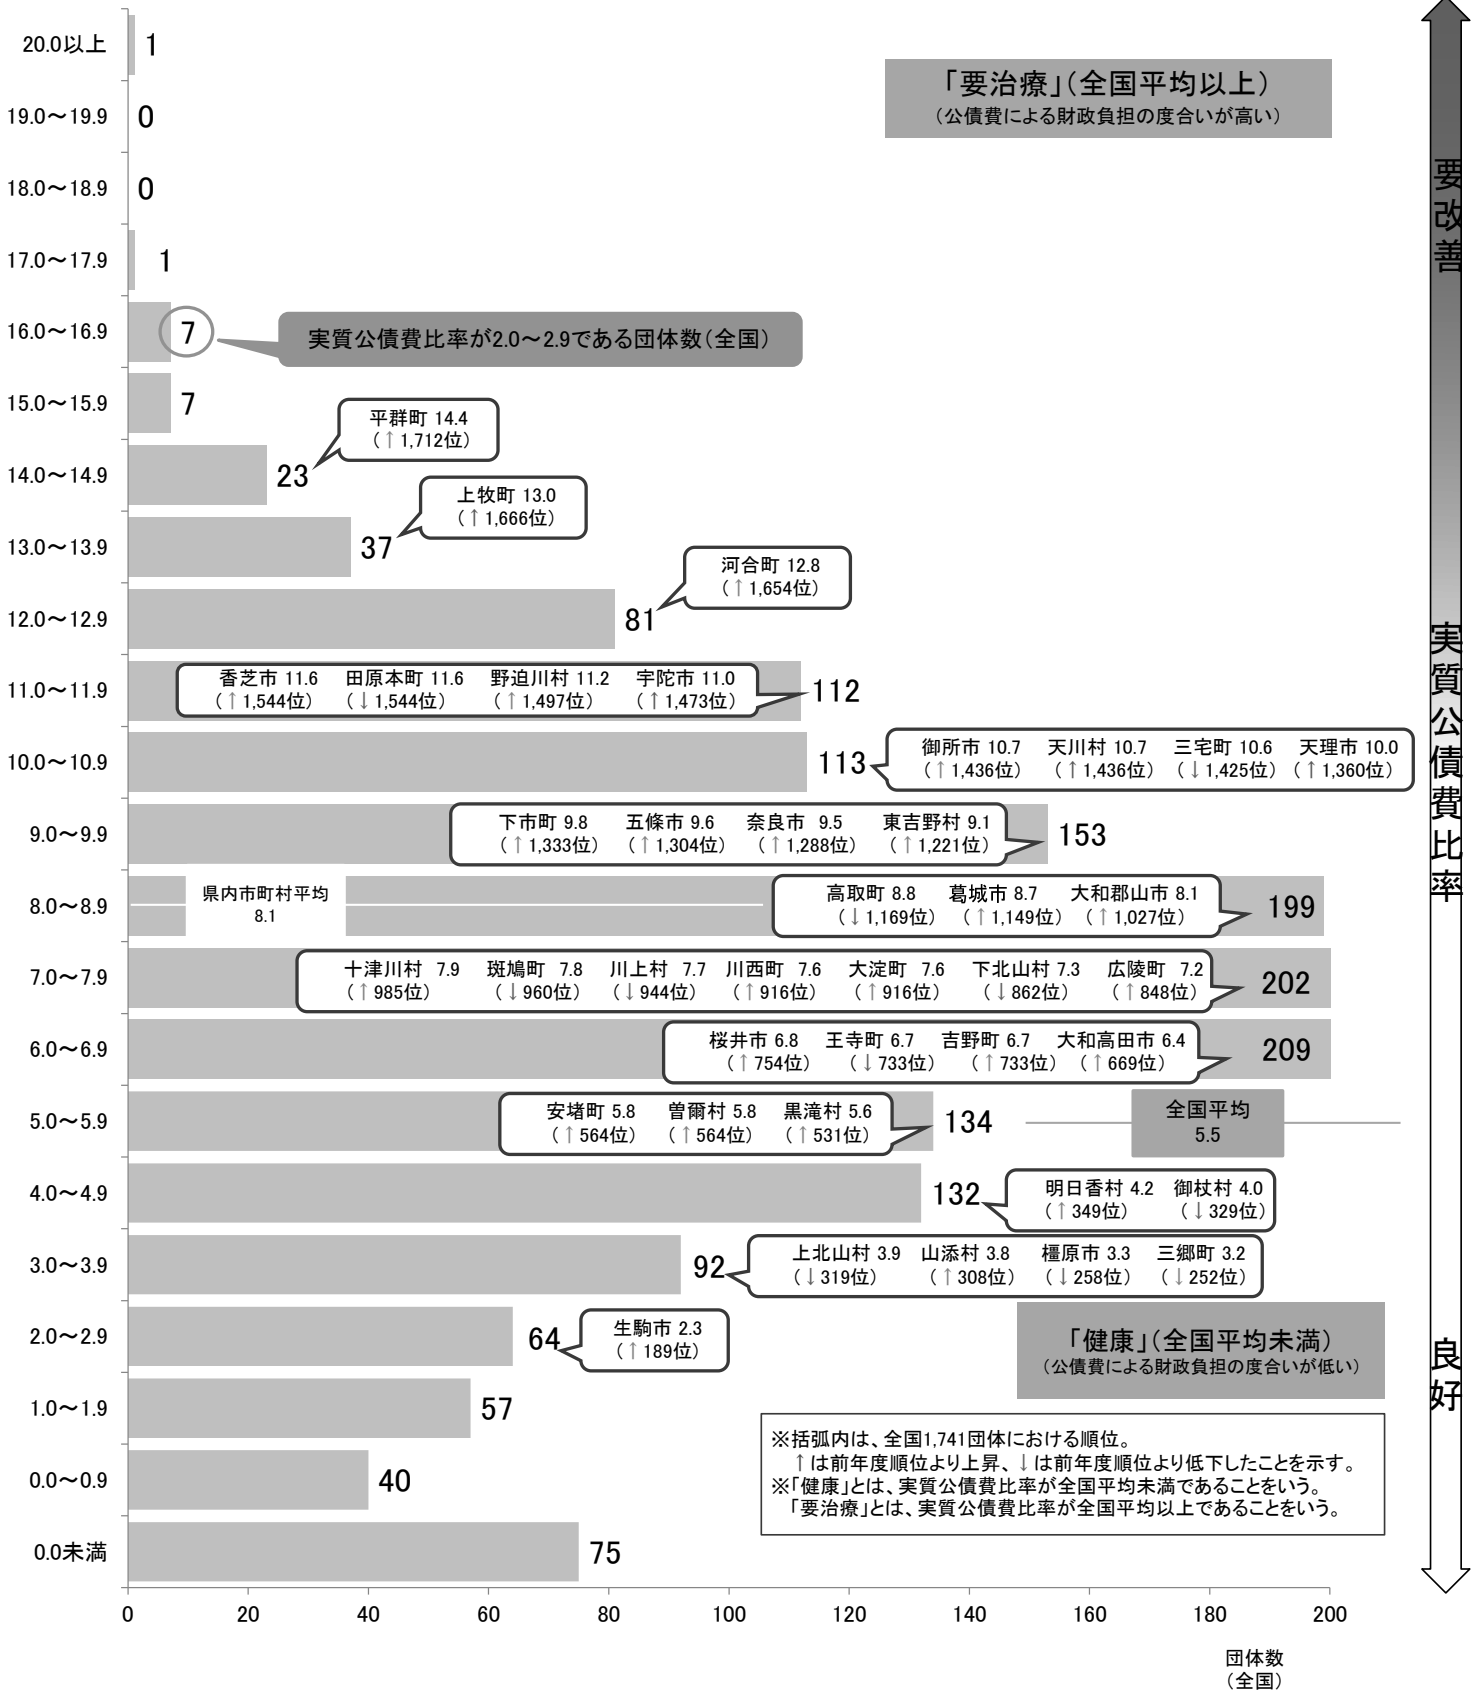 20.0以上 1
「要治療」(全国平均以上)
(公債費による財政負担の度合いが高い)
19.0～19.9 0
18.0～18.9 0
17.0～17.9 1
16.0～16.9 7
実質公債費比率が2.0～2.9である団体数(全国)
15.0～15.9 7
平群町 14.4
(↑1,712位)
14.0～14.9 23
上牧町 13.0
(↑1,666位)
13.0～13.9 37
河合町 12.8
(↑1,654位)
12.0～12.9 81
香芝市 11.6 田原本町 11.6 野迫川村 11.2 宇陀市 11.0
(↑1,544位) (↓1,544位) (↑1,497位) (↑1,473位)
11.0～11.9 112
御所市 10.7 天川村 10.7 三宅町 10.6 天理市 10.0
(↑1,436位) (↑1,436位) (↓1,425位) (↑1,360位)
10.0～10.9 113
下市町 9.8 五條市 9.6 奈良市 9.5 東吉野村 9.1
(↑1,333位) (↑1,304位) (↑1,288位) (↑1,221位)
9.0～9.9 153
県内市町村平均
8.1
高取町 8.8 葛城市 8.7 大和郡山市 8.1
(↓1,169位) (↑1,149位) (↑1,027位)
8.0～8.9 199
十津川村 7.9 斑鳩町 7.8 川上村 7.7 川西町 7.6 大淀町 7.6 下北山村 7.3 広陵町 7.2
(↑985位) (↓960位) (↓944位) (↑916位) (↑916位) (↓862位) (↑848位)
7.0～7.9 202
桜井市 6.8 王寺町 6.7 吉野町 6.7 大和高田市 6.4
(↑754位) (↓733位) (↑733位) (↑669位)
6.0～6.9 209
安堵町 5.8 曽爾村 5.8 黒滝村 5.6
(↑564位) (↑564位) (↑531位)
5.0～5.9 134
全国平均
5.5
4.0～4.9 132
明日香村 4.2 御杖村 4.0
(↑349位) (↓329位)
3.0～3.9 92
上北山村 3.9 山添村 3.8 橿原市 3.3 三郷町 3.2
(↓319位) (↑308位) (↓258位) (↓252位)
2.0～2.9 64
生駒市 2.3
(↑189位)
「健康」(全国平均未満)
(公債費による財政負担の度合いが低い)
1.0～1.9 57
0.0～0.9 40
0.0未満 75
※括弧内は、全国1,741団体における順位。
↑は前年度順位より上昇、↓は前年度順位より低下したことを示す。
※「健康」とは、実質公債費比率が全国平均未満であることをいう。
「要治療」とは、実質公債費比率が全国平均以上であることをいう。
0 20 40 60 80 100 120 140 160 180 200
団体数
(全国)
要改善
実質公債費比率
良好